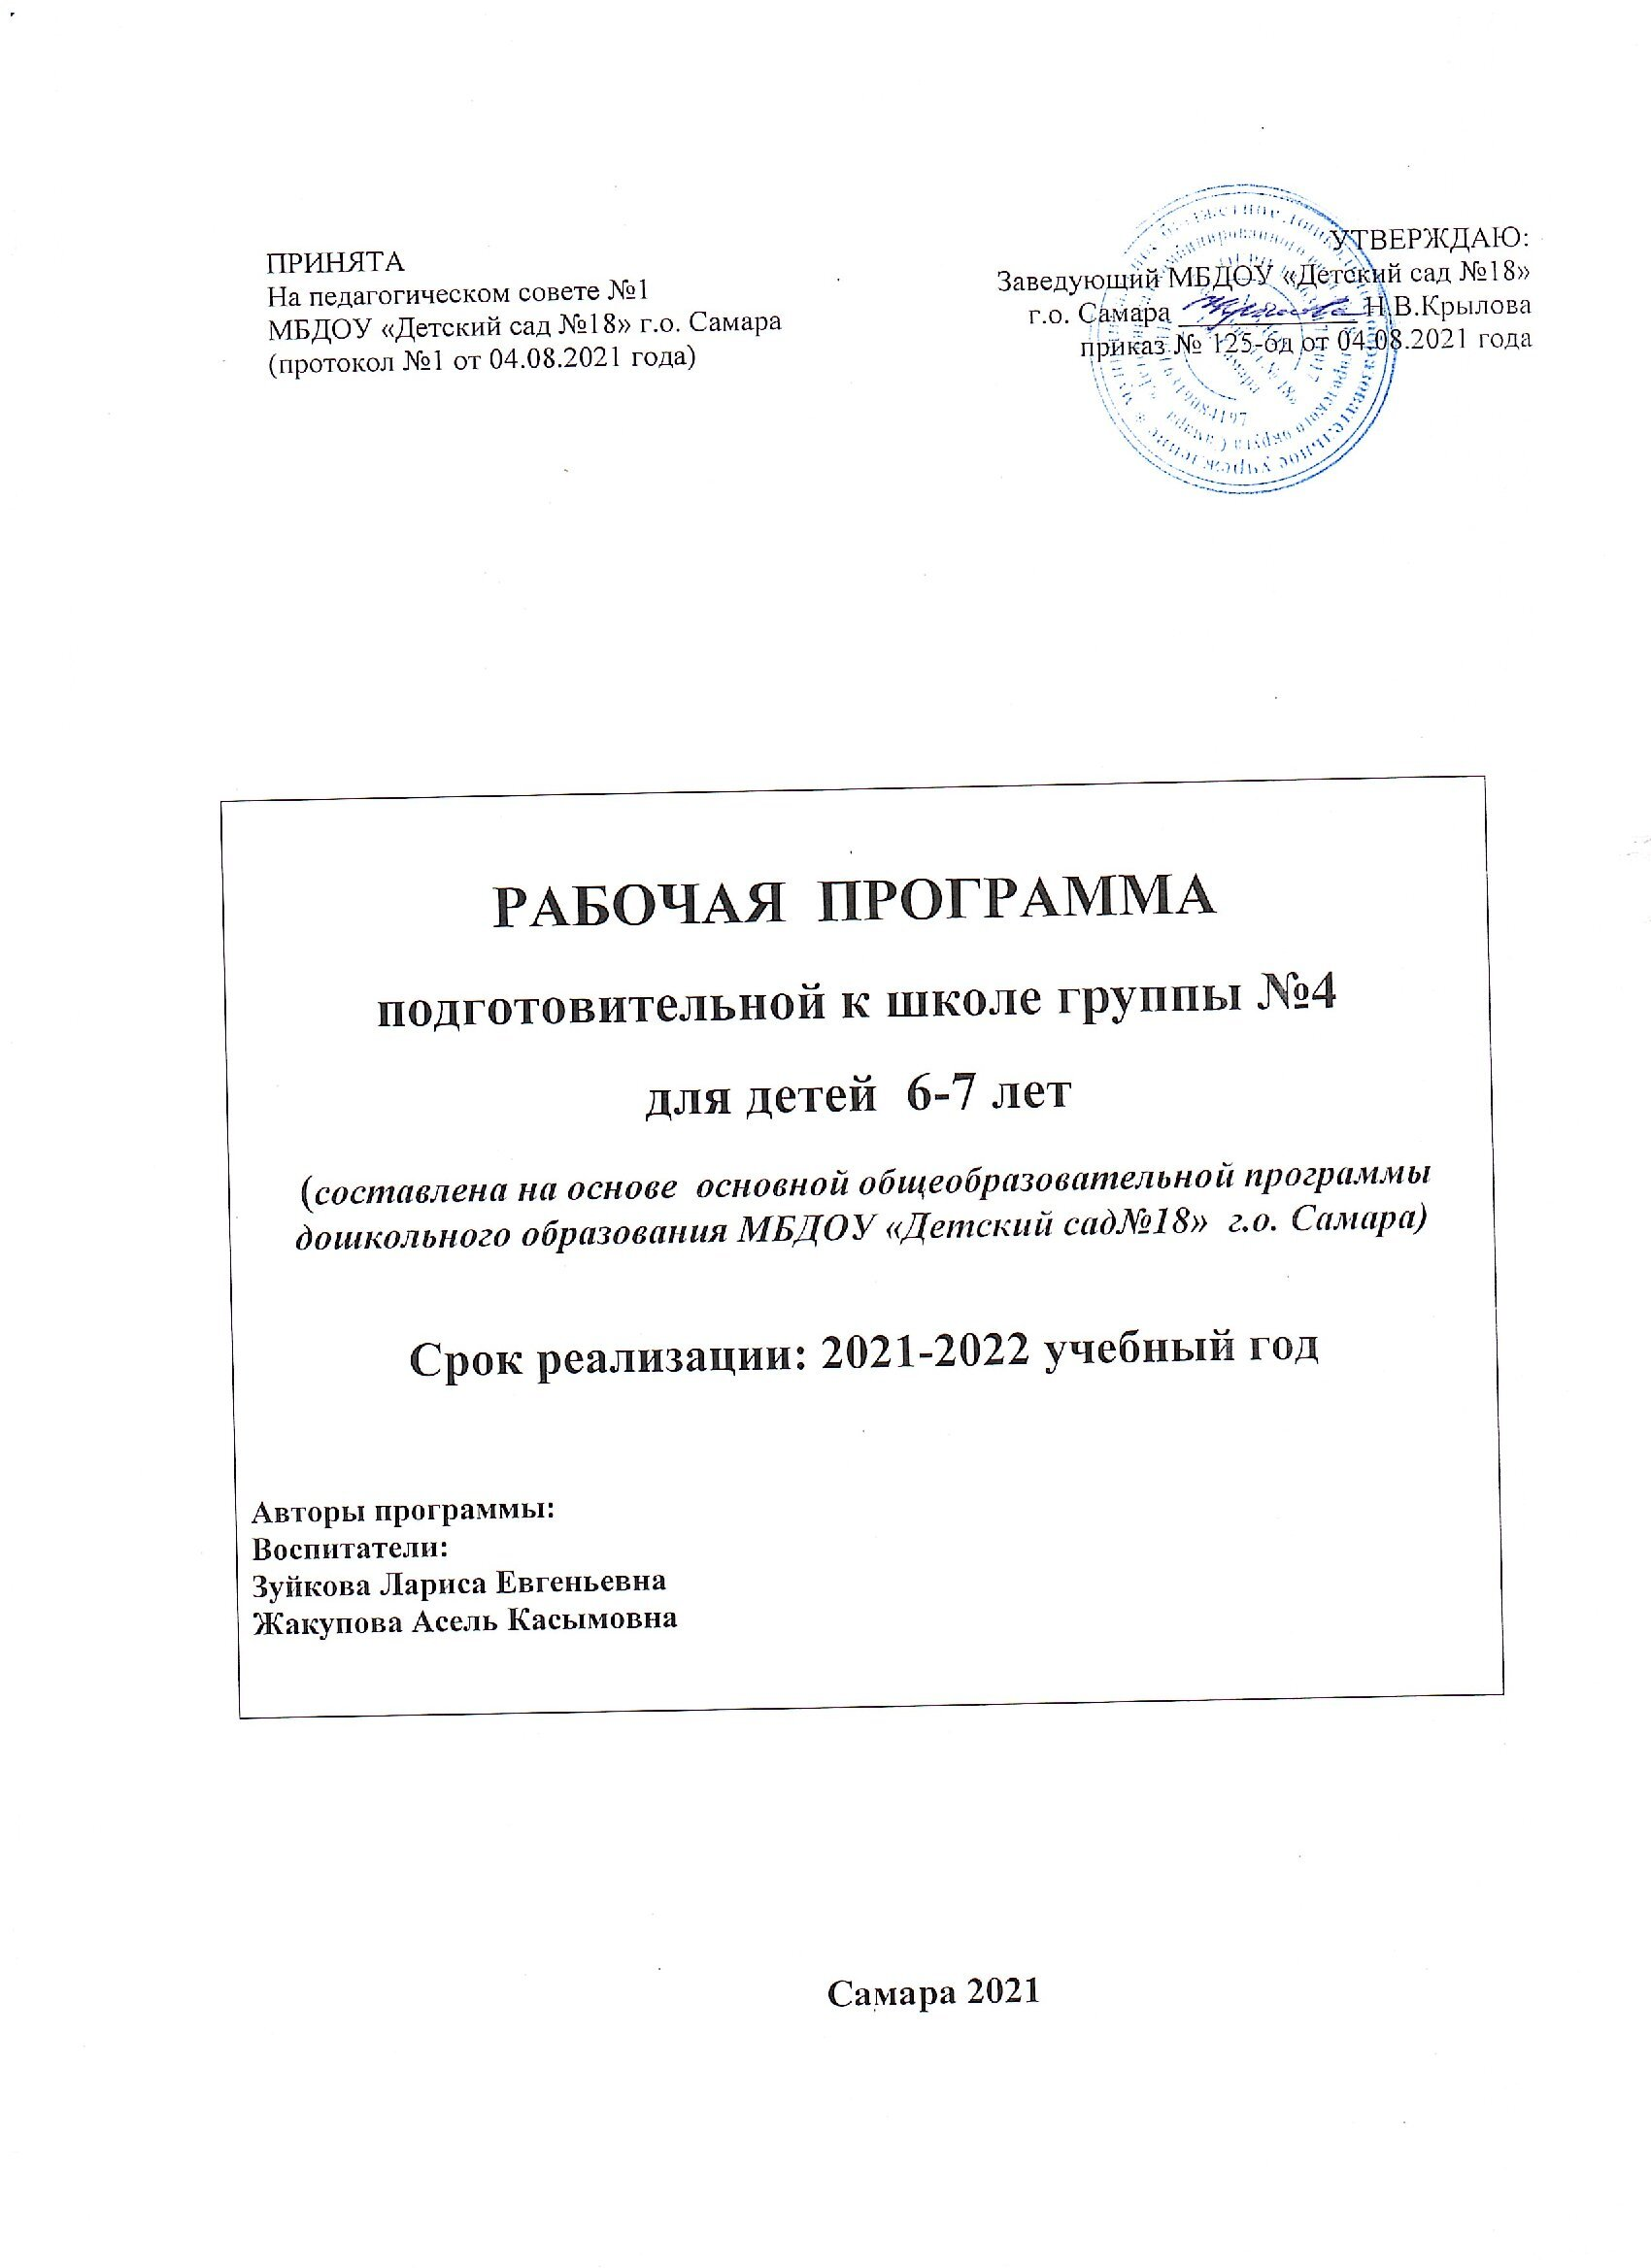 ПРИНЯТА
На педагогическом совете №1
МБДОУ «Детский сад №18» г.о. Самара
(протокол №1 от 04.08.2021 года)
УТВЕРЖДАЮ:
Заведующий МБДОУ «Детский сад №18»
г.о. Самара Н.В.Крылова
приказ № 125-од от 04.08.2021 года
РАБОЧАЯ ПРОГРАММА
подготовительной к школе группы №4
для детей 6-7 лет
(составлена на основе основной общеобразовательной программы
дошкольного образования МБДОУ «Детский сад№18» г.о. Самара)
Срок реализации: 2021-2022 учебный год
Авторы программы:
Воспитатели:
Зуйкова Лариса Евгеньевна
Жакупова Асель Касымовна
Самара 2021